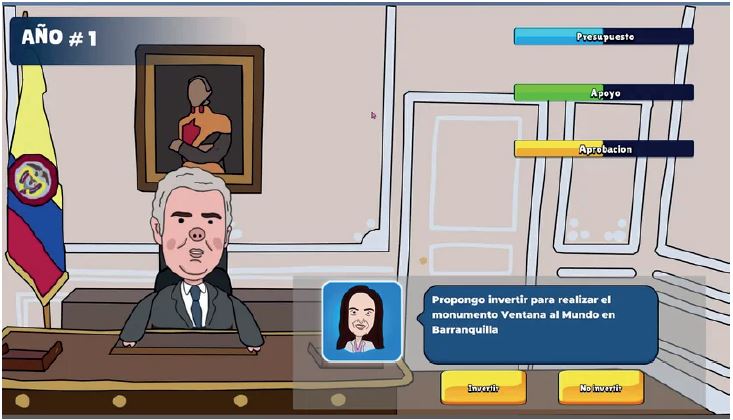 AÑO # 1
Presupuesto
Apoyo
Aprobacion
Propongo invertir para realizar el
monumento Ventana al Mundo en
Barranquilla
Invertir
No invertir